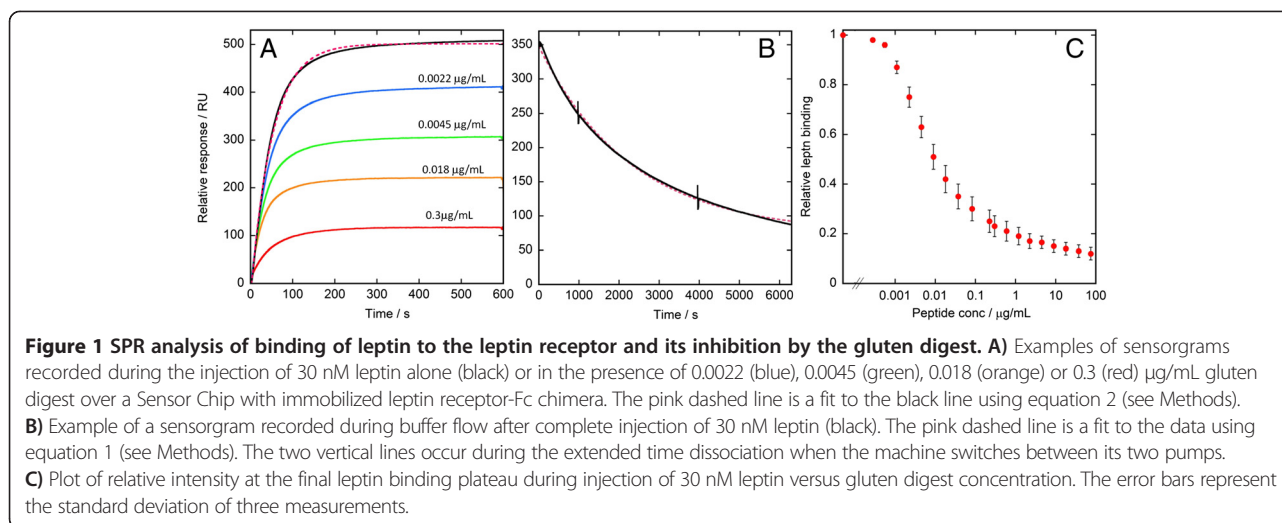 A
500
400
300
200
100
0
Relative response / RU
0.0022 µg/mL
0.0045 µg/mL
0.018 µg/mL
0.3µg/mL
0 100 200 300 400 500 600
Time / s
B
350
300
250
200
150
100
50
0
0 1000 2000 3000 4000 5000 6000
Time / s
C
1
0.8
0.6
0.4
0.2
0
Relative leptn binding
0.001 0.01 0.1 1 10 100
Peptide conc / µg/mL
Figure 1 SPR analysis of binding of leptin to the leptin receptor and its inhibition by the gluten digest. A) Examples of sensorgrams
recorded during the injection of 30 nM leptin alone (black) or in the presence of 0.0022 (blue), 0.0045 (green), 0.018 (orange) or 0.3 (red) µg/mL gluten
digest over a Sensor Chip with immobilized leptin receptor-Fc chimera. The pink dashed line is a fit to the black line using equation 2 (see Methods).
B) Example of a sensorgram recorded during buffer flow after complete injection of 30 nM leptin (black). The pink dashed line is a fit to the data using
equation 1 (see Methods). The two vertical lines occur during the extended time dissociation when the machine switches between its two pumps.
C) Plot of relative intensity at the final leptin binding plateau during injection of 30 nM leptin versus gluten digest concentration. The error bars represent
the standard deviation of three measurements.